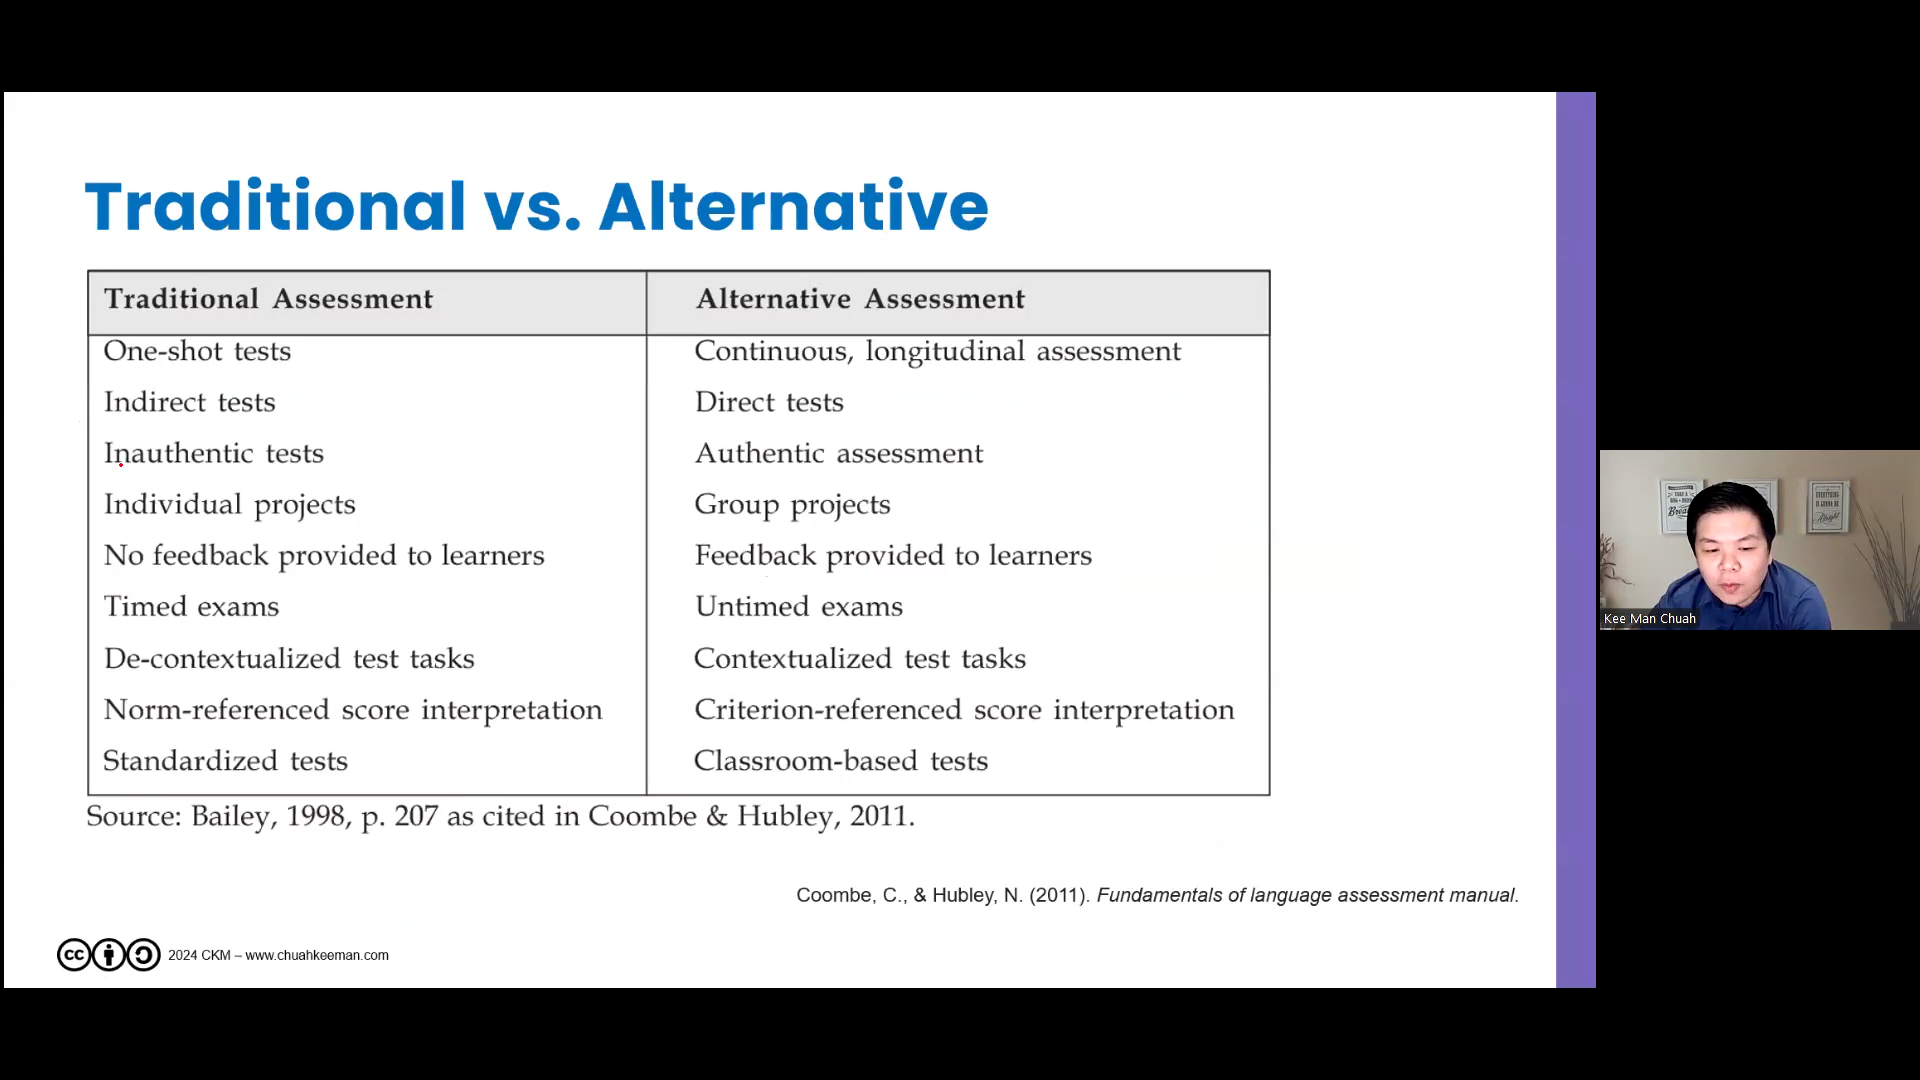 Traditional vs. Alternative
Traditional Assessment Alternative Assessment
One-shot tests Continuous, longitudinal assessment
Indirect tests Direct tests
Inauthentic tests Authentic assessment
Individual projects Group projects
No feedback provided to learners Feedback provided to learners
Timed exams Untimed exams
De-contextualized test tasks Contextualized test tasks
Norm-referenced score interpretation Criterion-referenced score interpretation
Standardized tests Classroom-based tests
Source: Bailey, 1998, p. 207 as cited in Coombe & Hubley, 2011.
Coombe, C., & Hubley, N. (2011). Fundamentals of language assessment manual.
cc
2024 CKM – www.chuahkeeman.com
Kee Man Chuah